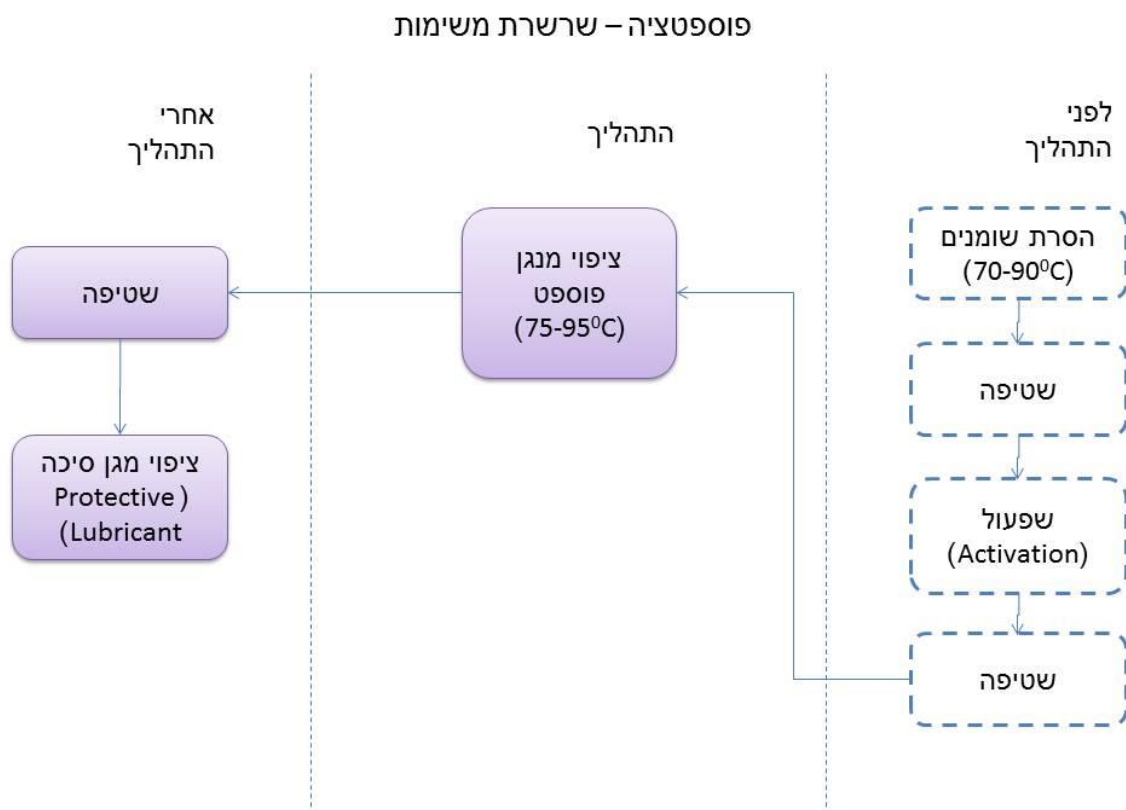 פוספטציה – שרשרת משימות
לפני
התהליך
הסרת שומנים
(70-90⁰C)
שטיפה
שפעול
(Activation)
שטיפה
התהליך
ציפוי מנגן
פוספט
(75-95⁰C)
אחרי
התהליך
שטיפה
ציפוי מגן סיכה
Protective )
(Lubricant